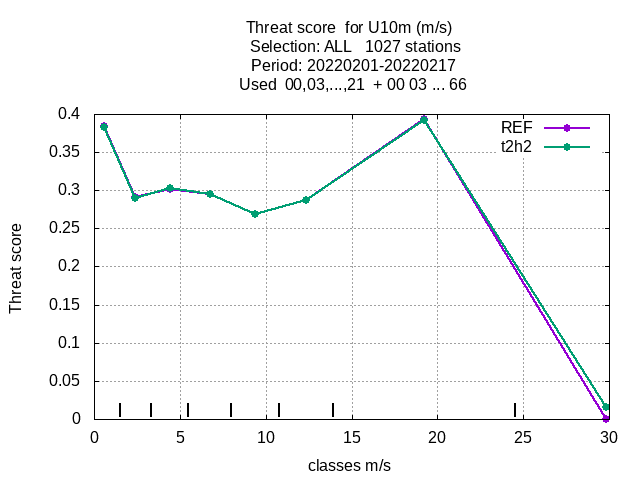 Threat score for U10m (m/s)
Selection: ALL 1027 stations
Period: 20220201-20220217
Used 00,03,...,21 + 00 03 ... 66
REF
t2h2
Threat score
0.4
0.35
0.3
0.25
0.2
0.15
0.1
0.05
0
0 5 10 15 20 25 30
classes m/s